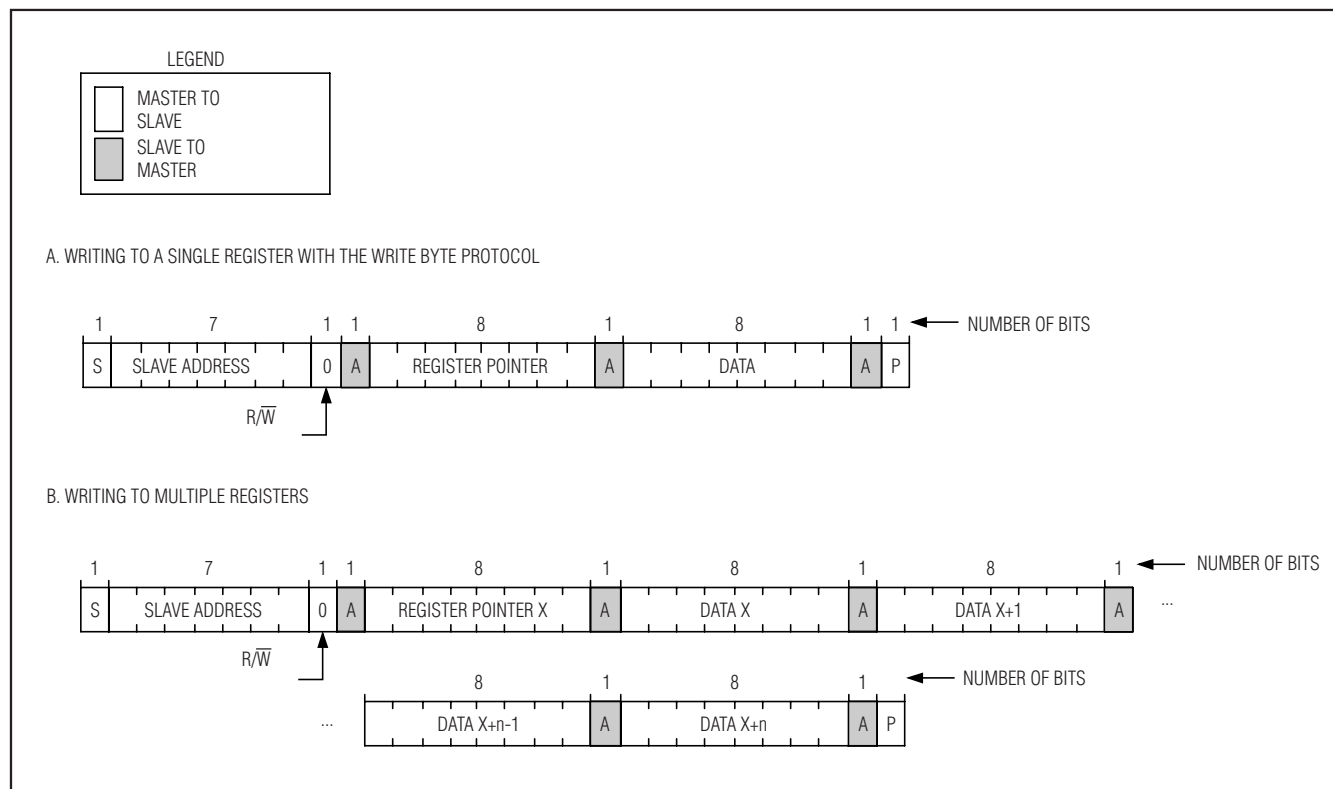 LEGEND
MASTER TO
SLAVE
SLAVE TO
MASTER
A. WRITING TO A SINGLE REGISTER WITH THE WRITE BYTE PROTOCOL
1 7 1 1 8 1 8 1 1 NUMBER OF BITS
S SLAVE ADDRESS 0 A REGISTER POINTER A DATA A P
R/W̅
B. WRITING TO MULTIPLE REGISTERS
1 7 1 1 8 1 8 1 8 1 NUMBER OF BITS
S SLAVE ADDRESS 0 A REGISTER POINTER X A DATA X A DATA X+1 A ...
R/W̅
8 1 8 1 NUMBER OF BITS
... DATA X+n-1 A DATA X+n A P